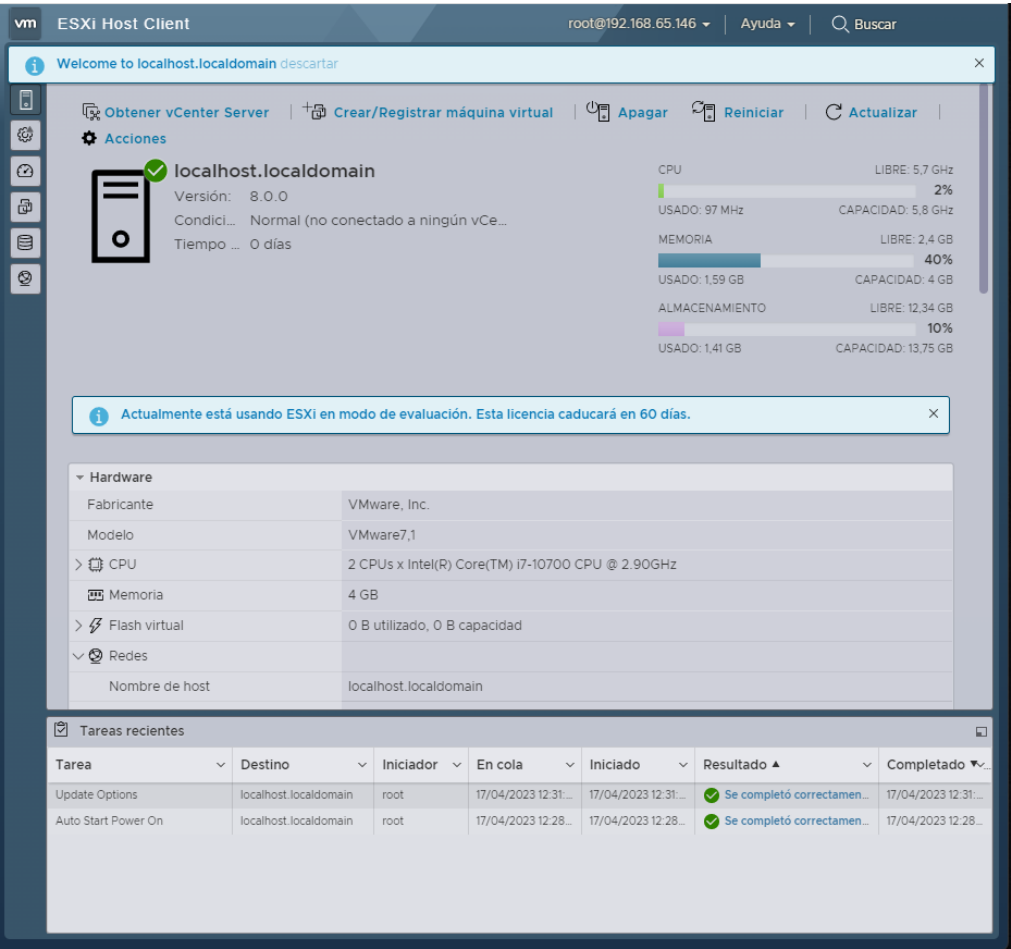 vm ESXi Host Client root@192.168.65.146 Ayuda Buscar
Welcome to localhost.localdomain descartar
Obtener vCenter Server Crear/Registrar máquina virtual Apagar Reiniciar Actualizar
Acciones
localhost.localdomain
Versión: 8.0.0
Condici... Normal (no conectado a ningún vCe...
Tiempo ... 0 días
CPU LIBRE: 5,7 GHz
2%
USADO: 97 MHz CAPACIDAD: 5,8 GHz
MEMORIA LIBRE: 2,4 GB
40%
USADO: 1,59 GB CAPACIDAD: 4 GB
ALMACENAMIENTO LIBRE: 12,34 GB
10%
USADO: 1,41 GB CAPACIDAD: 13,75 GB
Actualmente está usando ESXi en modo de evaluación. Esta licencia caducará en 60 días.
Hardware
Fabricante VMware, Inc.
Modelo VMware7,1
CPU 2 CPUs x Intel(R) Core(TM) i7-10700 CPU @ 2.90GHz
Memoria 4 GB
Flash virtual 0 B utilizado, 0 B capacidad
Redes
Nombre de host localhost.localdomain
Tareas recientes
Tarea Destino Iniciador En cola Iniciado Resultado Completado
Update Options localhost.localdomain root 17/04/2023 12:31:... 17/04/2023 12:31:... Se completó correctamen... 17/04/2023 12:31:...
Auto Start Power On localhost.localdomain root 17/04/2023 12:28... 17/04/2023 12:28... Se completó correctamen... 17/04/2023 12:28...